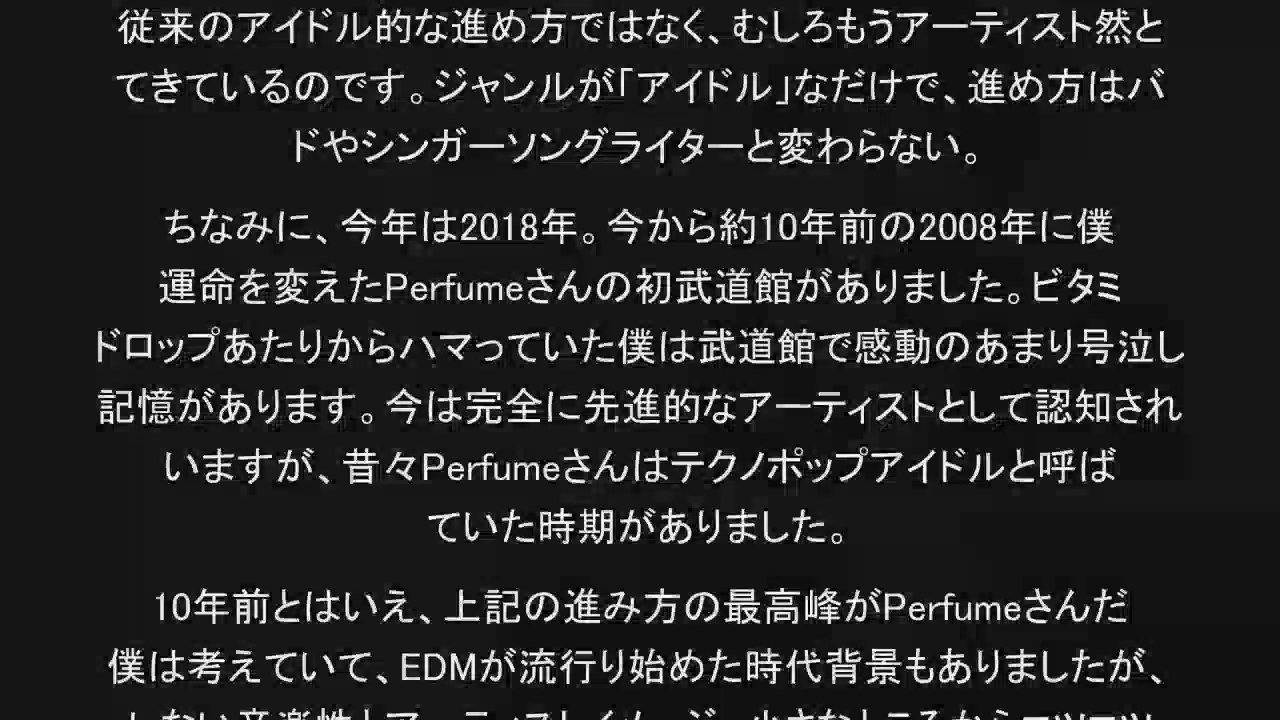 従来のアイドル的な進め方ではなく、むしろもうアーティスト然と
てきているのです。ジャンルが「アイドル」なだけで、進め方はバ
ドやシンガーソングライターと変わらない。
ちなみに、今年は2018年。今から約10年前の2008年に僕
運命を変えたPerfumeさんの初武道館がありました。ビタミ
ドロップあたりからハマっていた僕は武道館で感動のあまり号泣し
記憶があります。今は完全に先進的なアーティストとして認知され
いますが、昔々Perfumeさんはテクノポップアイドルと呼ば
ていた時期がありました。
10年前とはいえ、上記の進み方の最高峰がPerfumeさんだ
僕は考えていて、EDMが流行り始めた時代背景もありましたが、